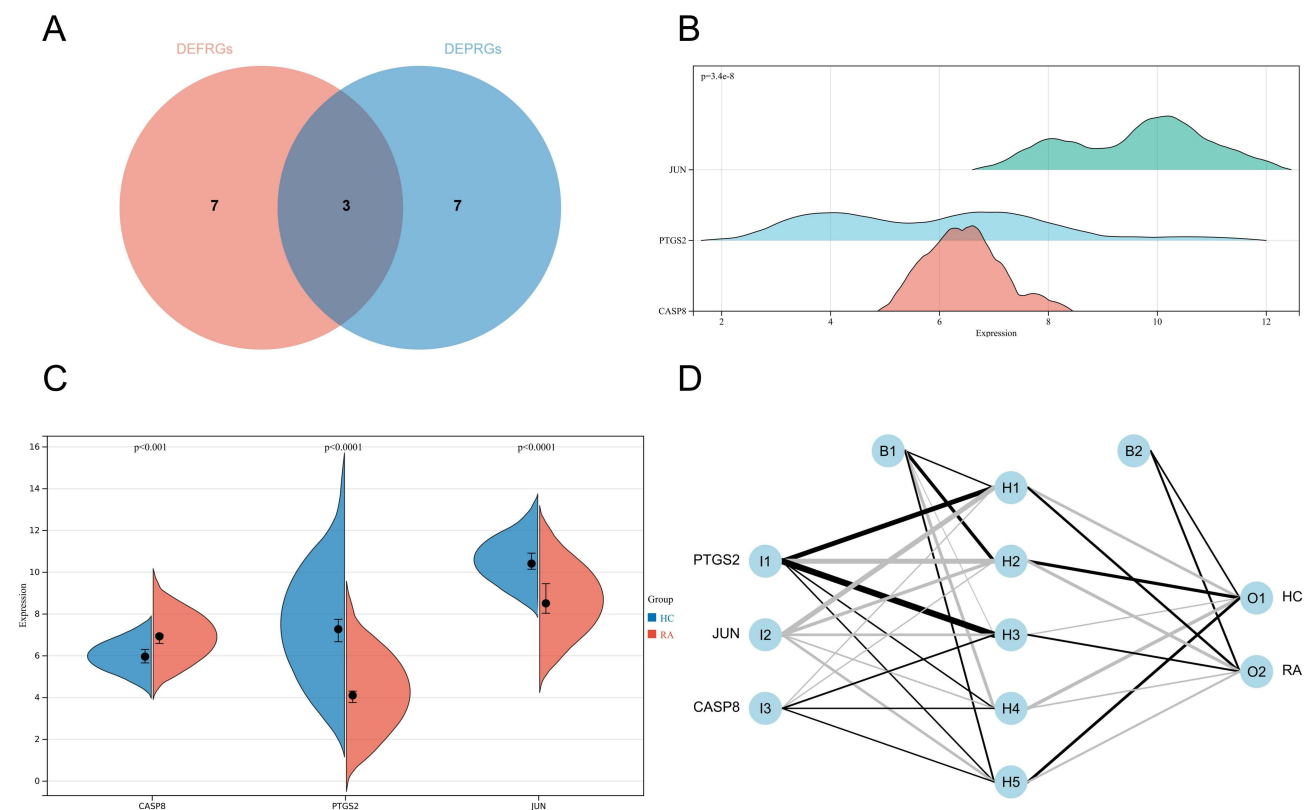 A
DEFRGs
DEPRGs
7
3
7
B
p=3.4e-8
JUN
PTGS2
CASP8
2
4
6
8
10
12
Expression
C
16
14
12
10
8
6
4
2
0
Expression
p<0.001
p<0.0001
p<0.0001
CASP8
PTGS2
JUN
Group
HC
RA
D
B1
B2
H1
PTGS2
I1
H2
O1
HC
JUN
I2
H3
O2
RA
CASP8
I3
H4
H5